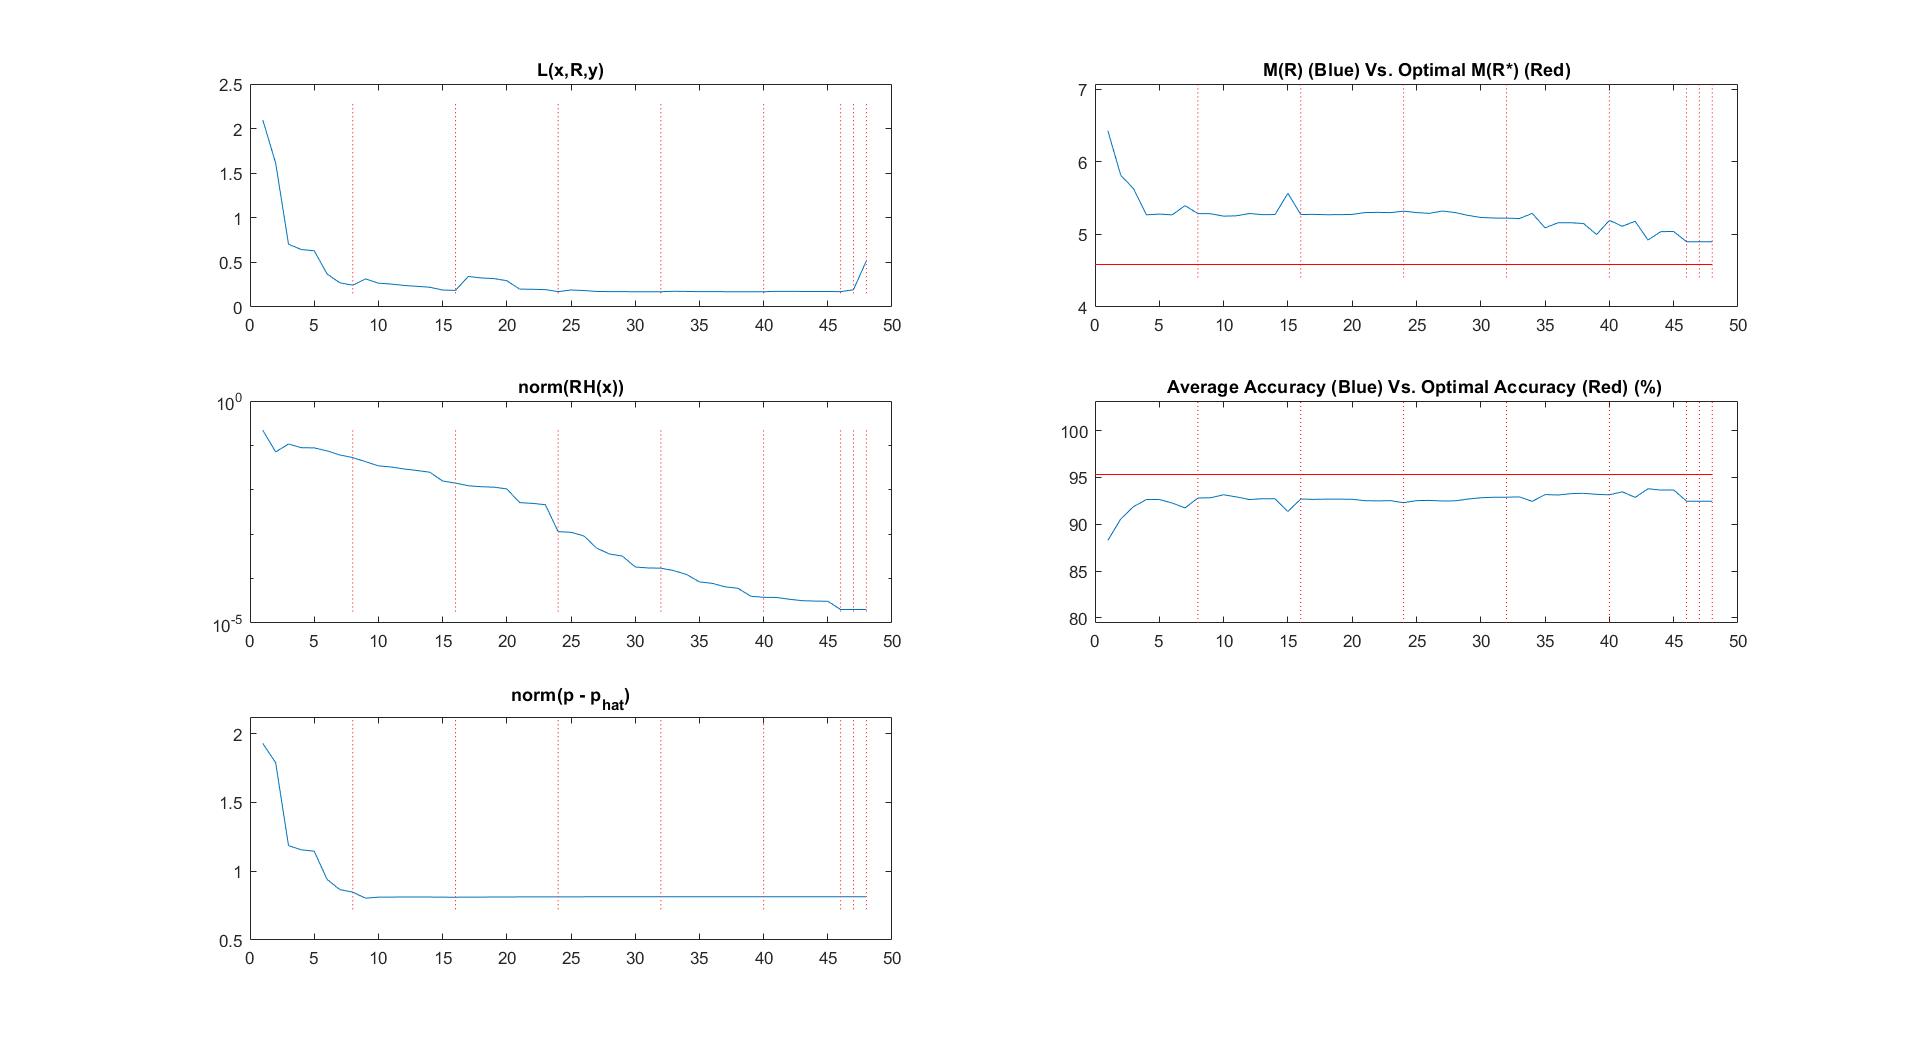 L(x,R,y)
2.5
2
1.5
1
0.5
0
0 5 10 15 20 25 30 35 40 45 50
M(R) (Blue) Vs. Optimal M(R*) (Red)
7
6
5
4
0 5 10 15 20 25 30 35 40 45 50
norm(RH(x))
10^0
10^-5
0 5 10 15 20 25 30 35 40 45 50
Average Accuracy (Blue) Vs. Optimal Accuracy (Red) (%)
100
95
90
85
80
0 5 10 15 20 25 30 35 40 45 50
norm(p - p_hat)
2
1.5
1
0.5
0 5 10 15 20 25 30 35 40 45 50